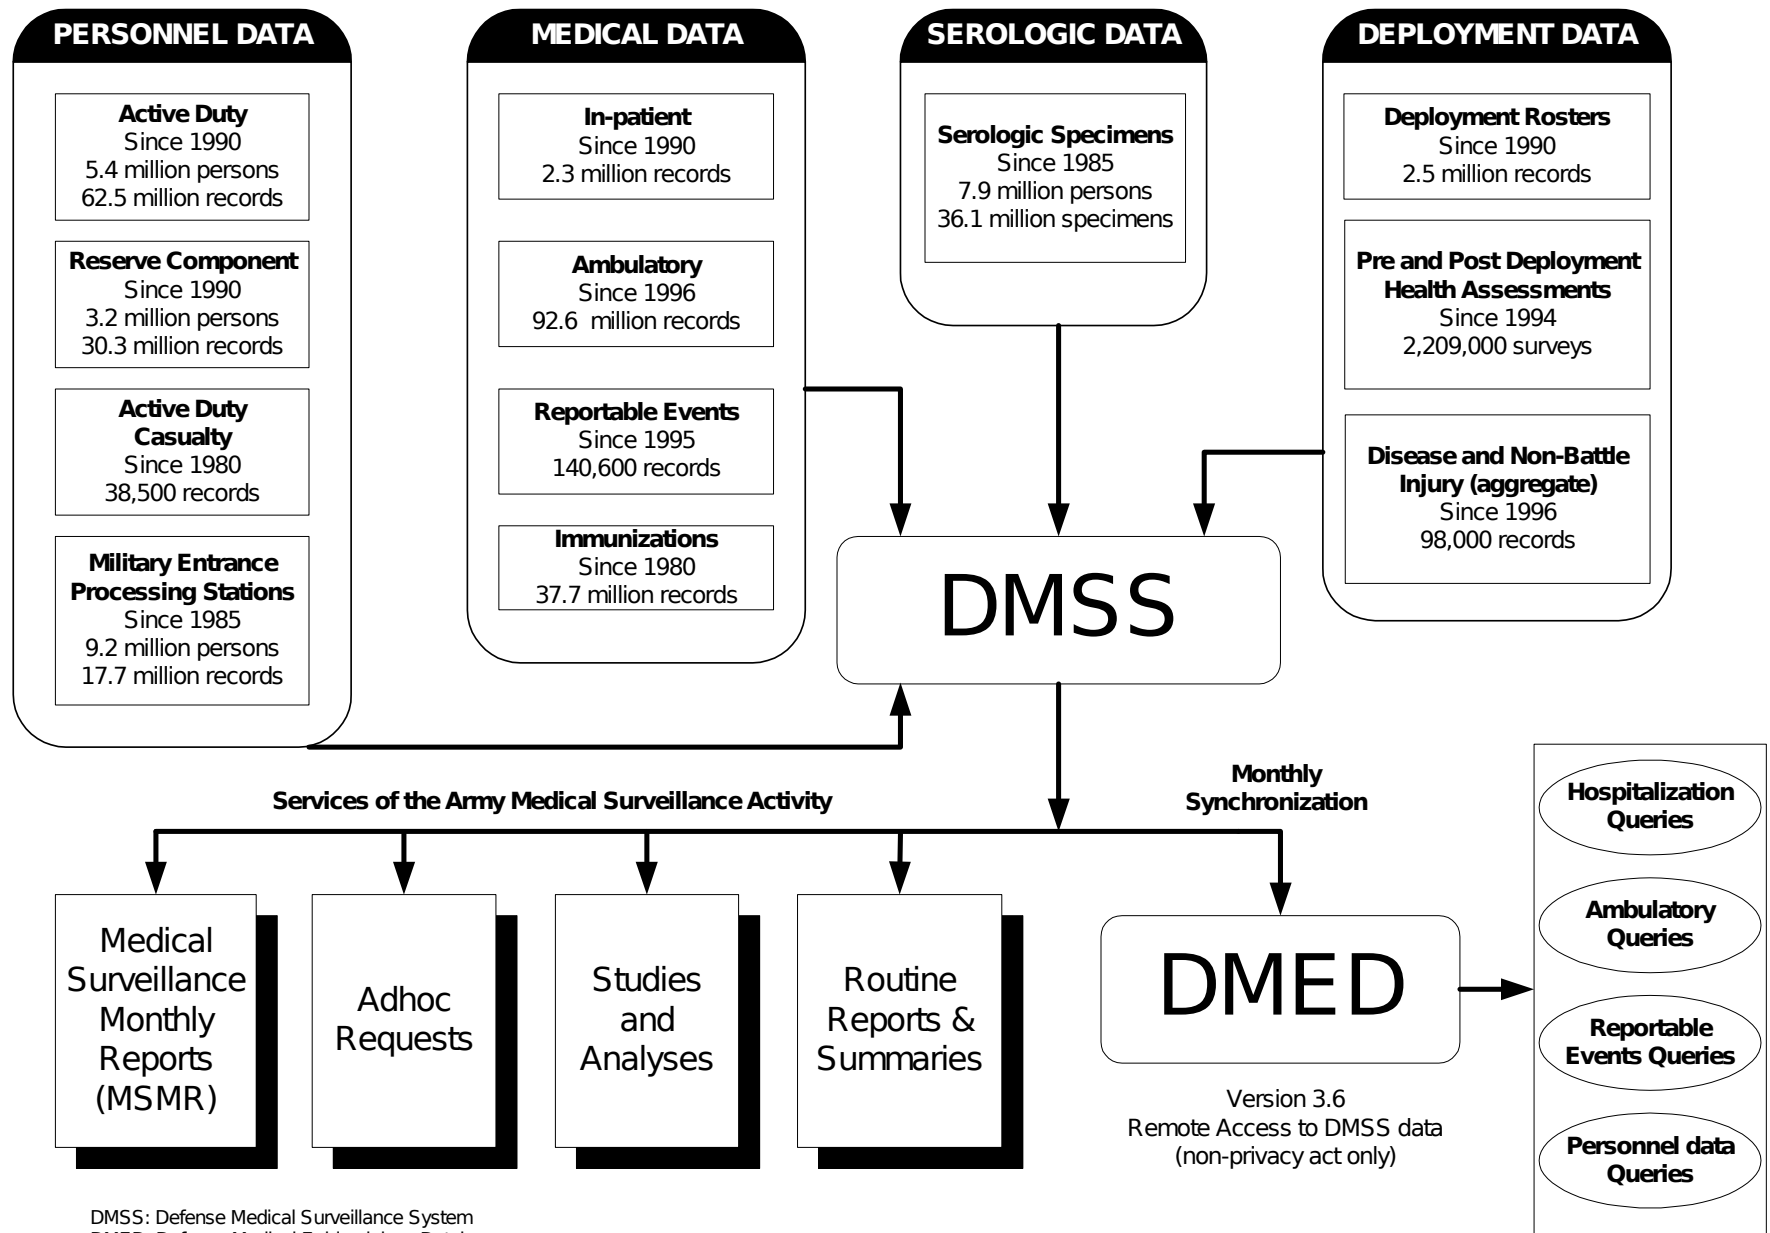 PERSONNEL DATA
Active Duty
Since 1990
5.4 million persons
62.5 million records
Reserve Component
Since 1990
3.2 million persons
30.3 million records
Active Duty
Casualty
Since 1980
38,500 records
Military Entrance
Processing Stations
Since 1985
9.2 million persons
17.7 million records
MEDICAL DATA
In-patient
Since 1990
2.3 million records
Ambulatory
Since 1996
92.6 million records
Reportable Events
Since 1995
140,600 records
Immunizations
Since 1980
37.7 million records
SEROLOGIC DATA
Serologic Specimens
Since 1985
7.9 million persons
36.1 million specimens
DEPLOYMENT DATA
Deployment Rosters
Since 1990
2.5 million records
Pre and Post Deployment
Health Assessments
Since 1994
2,209,000 surveys
Disease and Non-Battle
Injury (aggregate)
Since 1996
98,000 records
DMSS
Services of the Army Medical Surveillance Activity
Monthly
Synchronization
Medical
Surveillance
Monthly
Reports
(MSMR)
Adhoc
Requests
Studies
and
Analyses
Routine
Reports &
Summaries
DMED
Version 3.6
Remote Access to DMSS data
(non-privacy act only)
Hospitalization
Queries
Ambulatory
Queries
Reportable
Events Queries
Personnel data
Queries
DMSS: Defense Medical Surveillance System